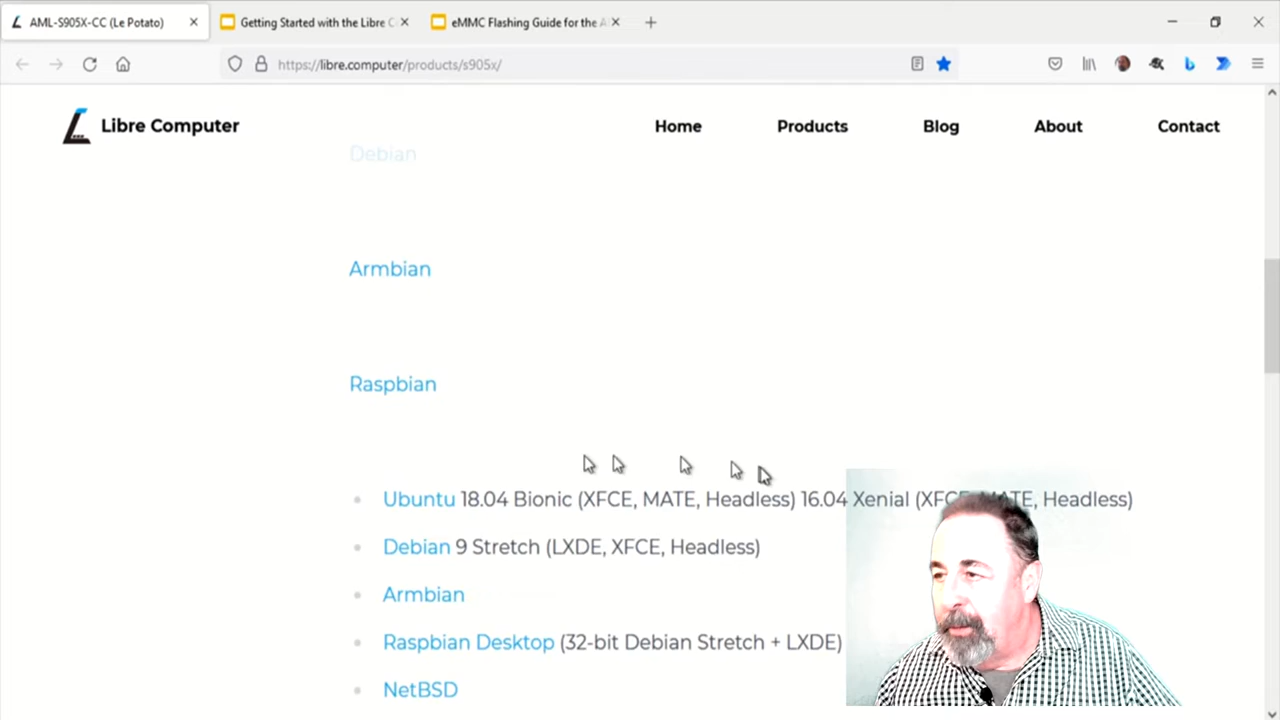 AML-S905X-CC (Le Potato)
Getting Started with the Libre C
eMMC Flashing Guide for the A
https://libre.computer/products/s905x/
Libre Computer
Home
Products
Blog
About
Contact
Debian
Armbian
Raspbian
Ubuntu 18.04 Bionic (XFCE, MATE, Headless) 16.04 Xenial (XFCE, MATE, Headless)
Debian 9 Stretch (LXDE, XFCE, Headless)
Armbian
Raspbian Desktop (32-bit Debian Stretch + LXDE)
NetBSD